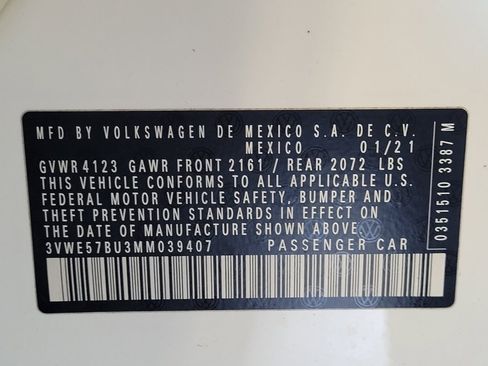 MFD BY VOLKSWAGEN DE MEXICO S.A. DE C.V.
MEXICO 01/21
GVWR 4123 GAWR FRONT 2161 / REAR 2072 LBS
THIS VEHICLE CONFORMS TO ALL APPLICABLE U.S.
FEDERAL MOTOR VEHICLE SAFETY, BUMPER AND
THEFT PREVENTION STANDARDS IN EFFECT ON
THE DATE OF MANUFACTURE SHOWN ABOVE
3VWE57BU3MM039407 PASSENGER CAR
0351510 3387 M